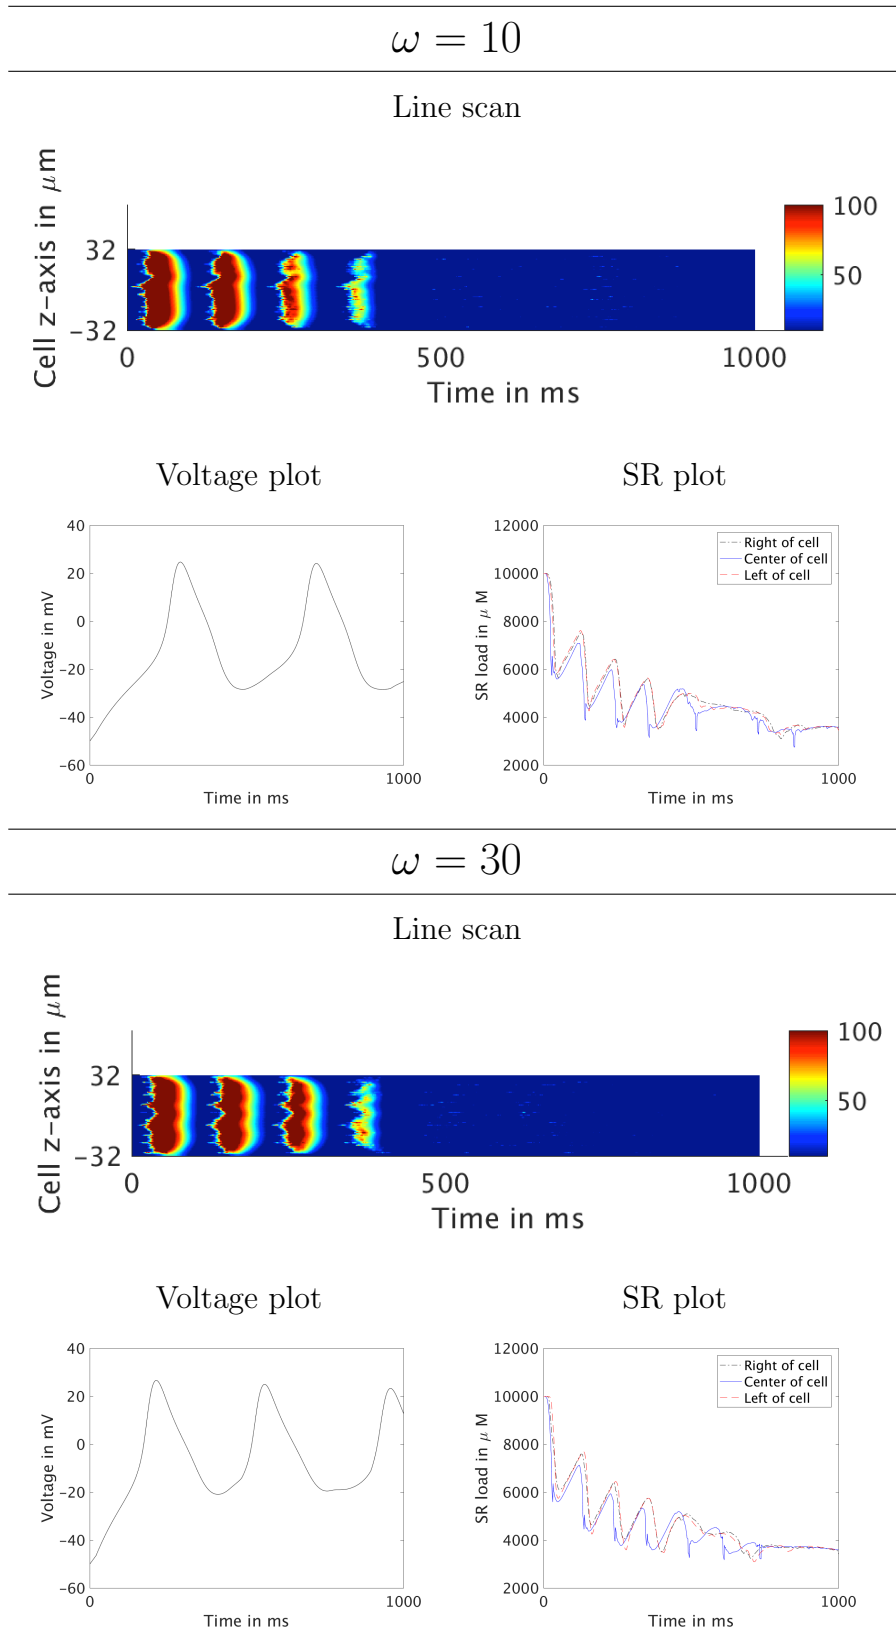 ω = 10
Line scan
Cell z-axis in μm
32
-32
0
500
1000
Time in ms
100
50
Voltage plot
SR plot
Voltage in mV
40
20
0
-20
-40
-60
0
1000
Time in ms
SR load in μ M
12000
10000
8000
6000
4000
2000
0
1000
Time in ms
Right of cell
Center of cell
Left of cell
ω = 30
Line scan
Cell z-axis in μm
32
-32
0
500
1000
Time in ms
100
50
Voltage plot
SR plot
Voltage in mV
40
20
0
-20
-40
-60
0
1000
Time in ms
SR load in μ M
12000
10000
8000
6000
4000
2000
0
1000
Time in ms
Right of cell
Center of cell
Left of cell